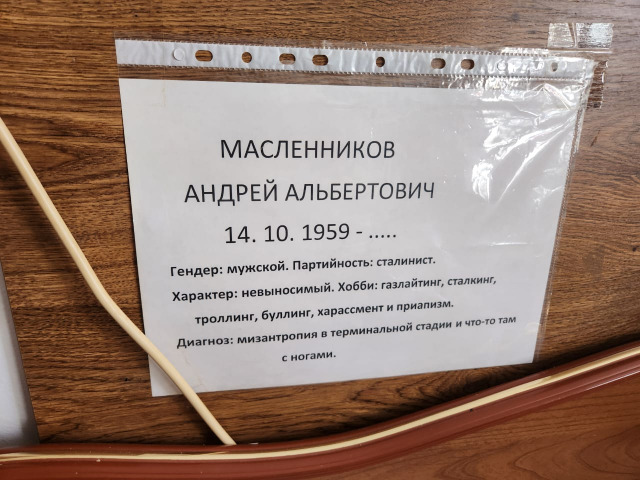 МАСЛЕННИКОВ
АНДРЕЙ АЛЬБЕРТОВИЧ
14. 10. 1959 - .....
Гендер: мужской. Партийность: сталинист.
Характер: невыносимый. Хобби: газлайтинг, сталкинг,
троллинг, буллинг, харассмент и приапизм.
Диагноз: мизантропия в терминальной стадии и что-то там
с ногами.